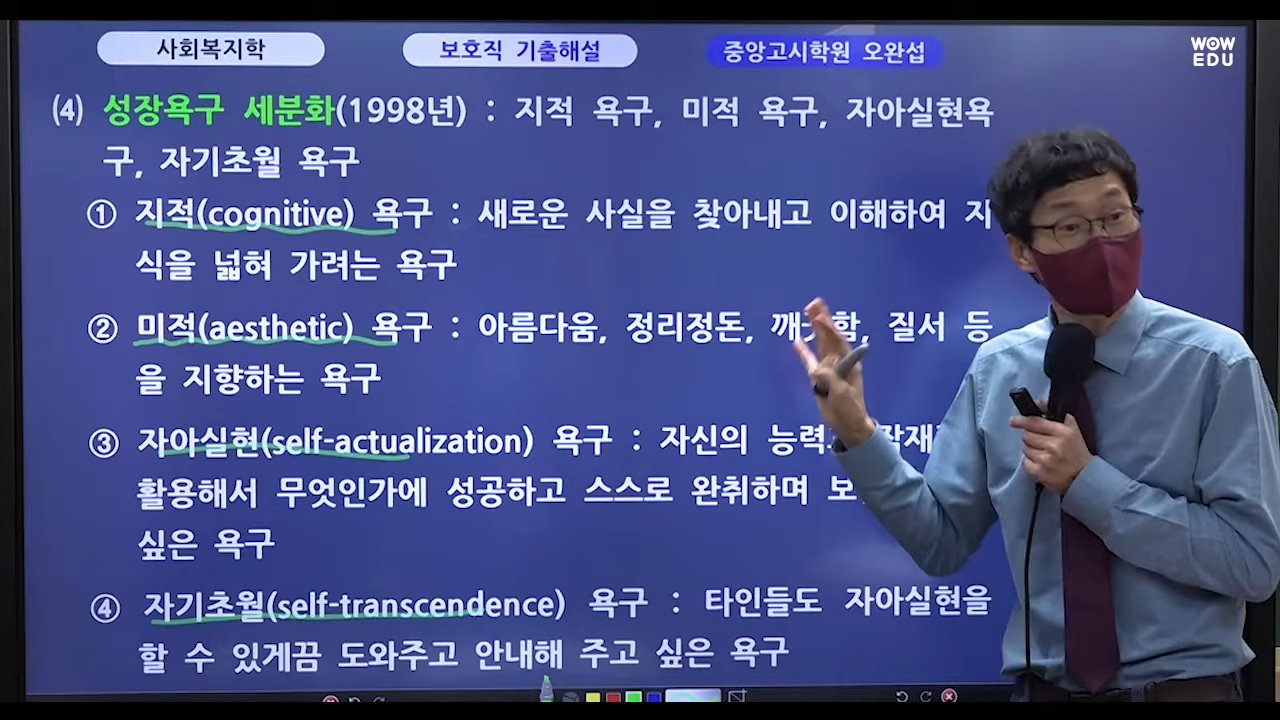 사회복지학
보호직 기출해설
중앙고시학원 오완섭
WOW
EDU
(4) 성장욕구 세분화(1998년) : 지적 욕구, 미적 욕구, 자아실현욕
구, 자기초월 욕구
① 지적(cognitive) 욕구 : 새로운 사실을 찾아내고 이해하여 지
식을 넓혀 가려는 욕구
② 미적(aesthetic) 욕구 : 아름다움, 정리정돈, 질서 등
을 지향하는 욕구
③ 자아실현(self-actualization) 욕구 : 자신의
활용해서 무엇인가에 성공하고 스스로 완취하며
싶은 욕구
④ 자기초월(self-transcendence) 욕구 : 타인들도 자아실현을
할 수 있게끔 도와주고 안내해 주고 싶은 욕구